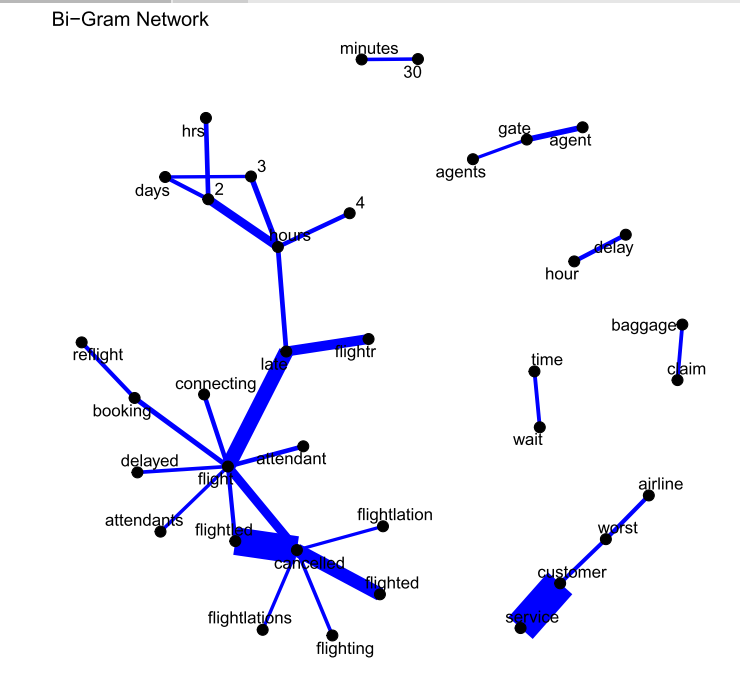 Bi−Gram Network
minutes
30
hrs
gate
agent
agents
3
days
2
4
hours
delay
hour
baggage
claim
reflight
late
flightr
time
connecting
booking
wait
delayed
attendant
flight
airline
attendants
flightled
flightlation
worst
cancelled
customer
flighted
flightlations
service
flighting